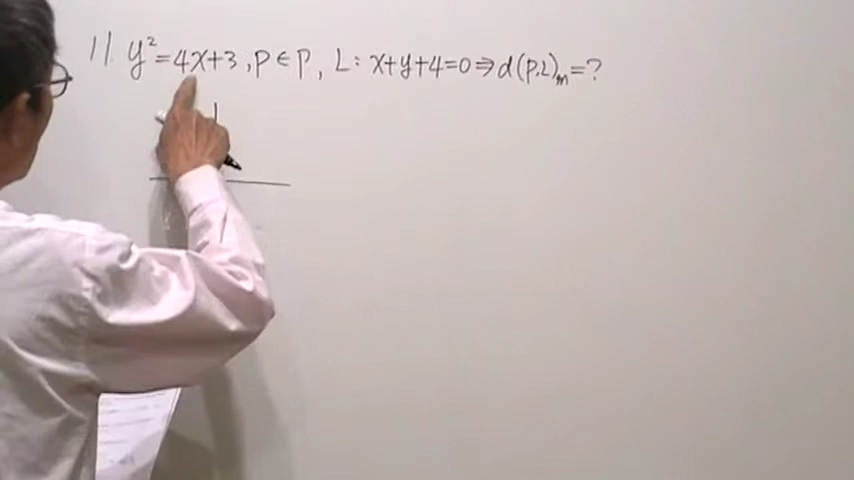 11. y² = 4x+3, p ∈ P, L: x+y+4=0 ⇒ d(P,L)ₘ = ?